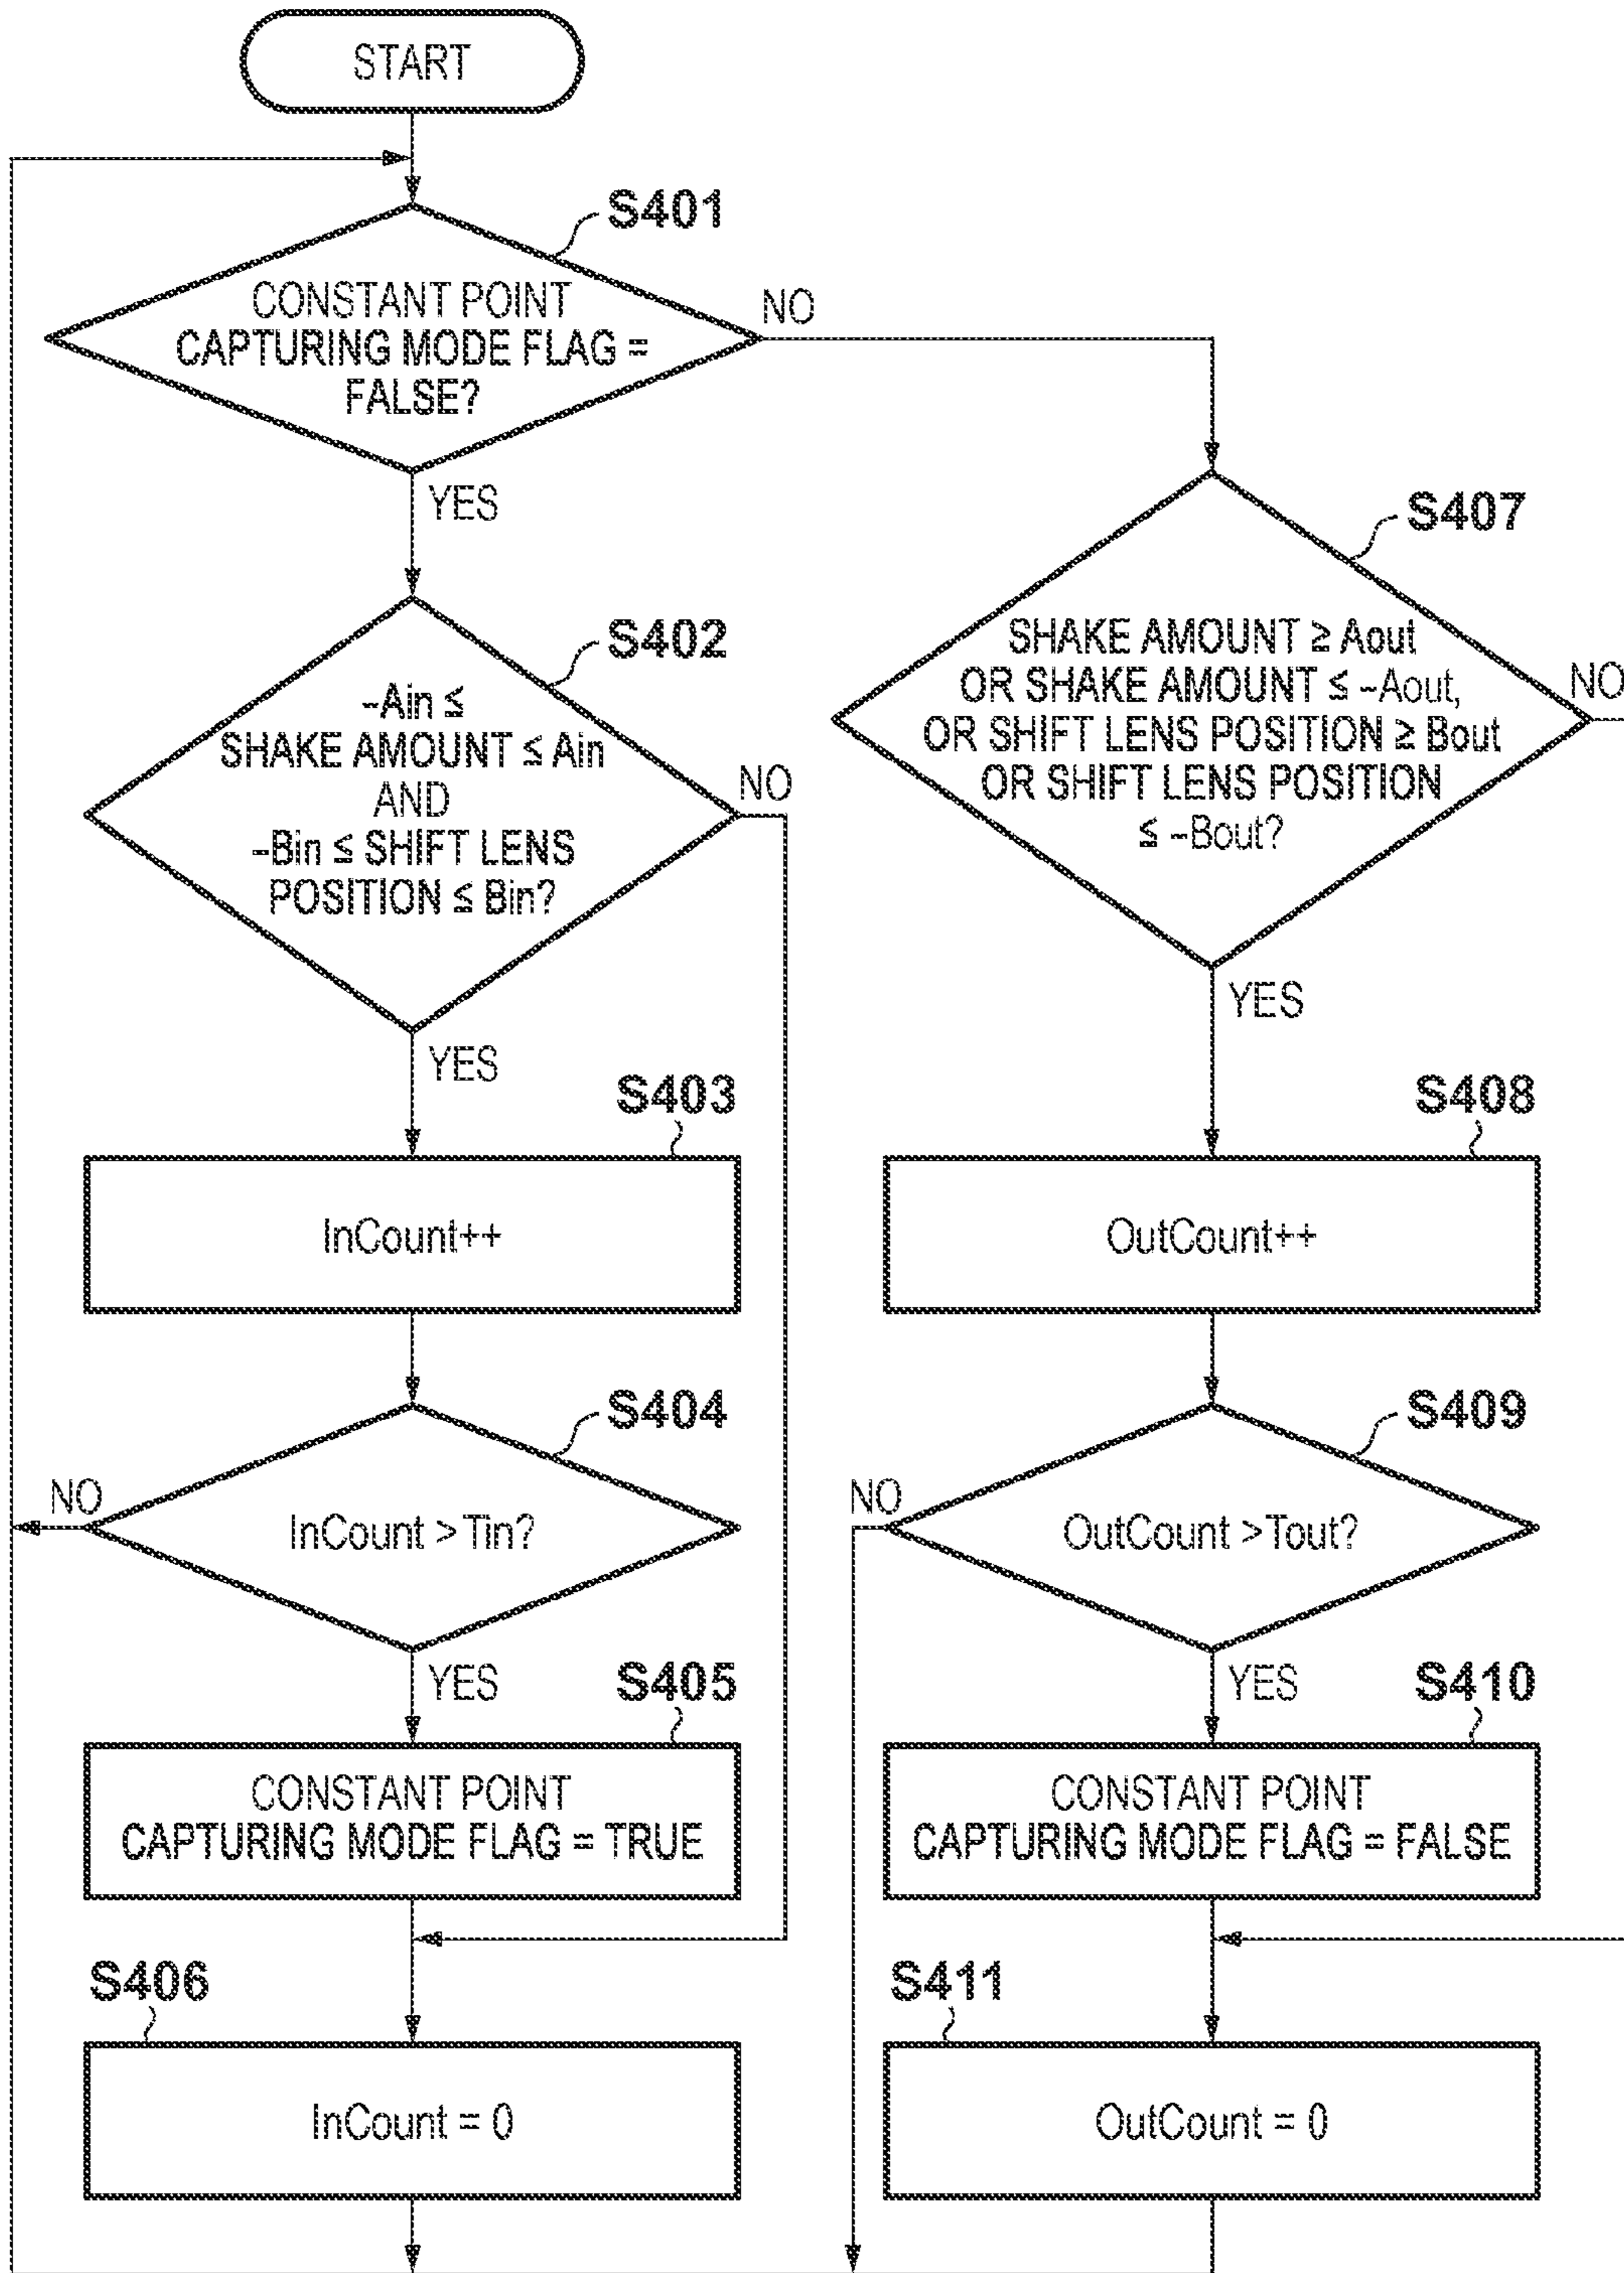 START
S401
CONSTANT POINT
CAPTURING MODE FLAG =
FALSE?
NO
YES
S402
–Ain ≤
SHAKE AMOUNT ≤ Ain
AND
–Bin ≤ SHIFT LENS
POSITION ≤ Bin?
NO
YES
S403
InCount++
S404
InCount > Tin?
NO
YES
S405
CONSTANT POINT
CAPTURING MODE FLAG = TRUE
S406
InCount = 0
S407
SHAKE AMOUNT ≥ Aout
OR SHAKE AMOUNT ≤ –Aout,
OR SHIFT LENS POSITION ≥ Bout
OR SHIFT LENS POSITION
≤ –Bout?
NO
YES
S408
OutCount++
S409
OutCount >Tout?
NO
YES
S410
CONSTANT POINT
CAPTURING MODE FLAG = FALSE
S411
OutCount = 0